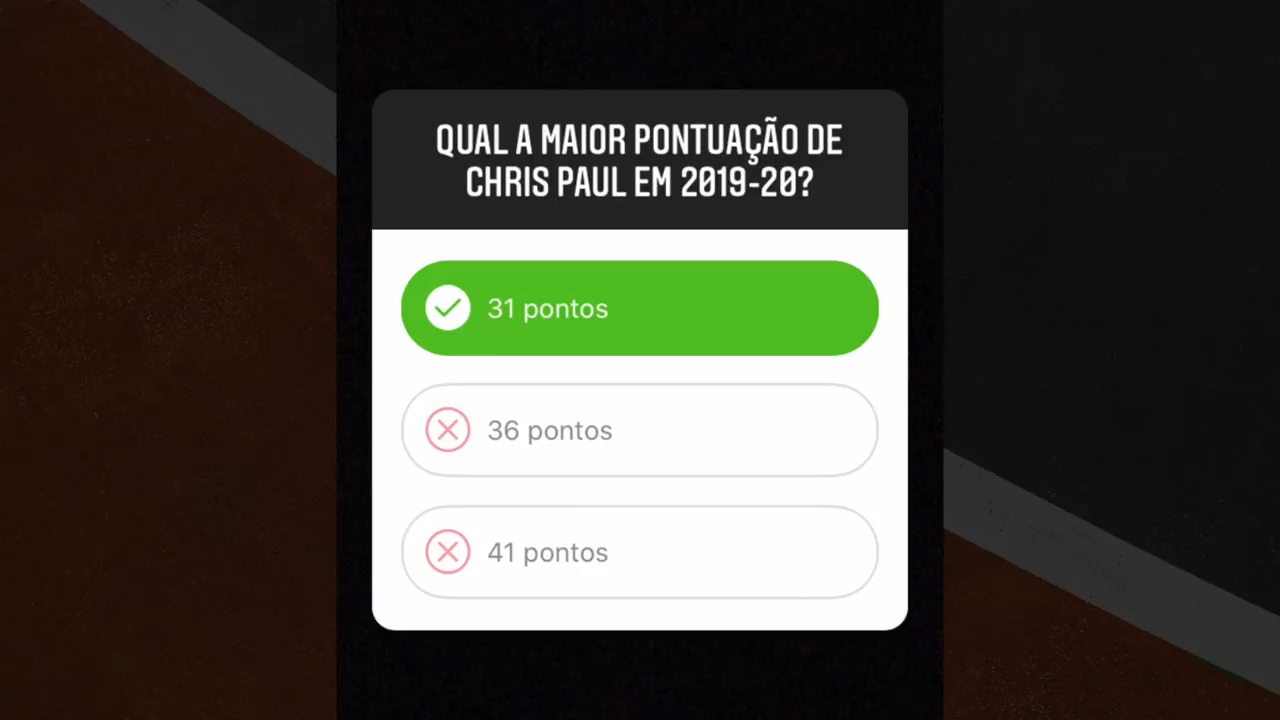 QUAL A MAIOR PONTUAÇÃO DE
CHRIS PAUL EM 2019-20?
31 pontos
36 pontos
41 pontos